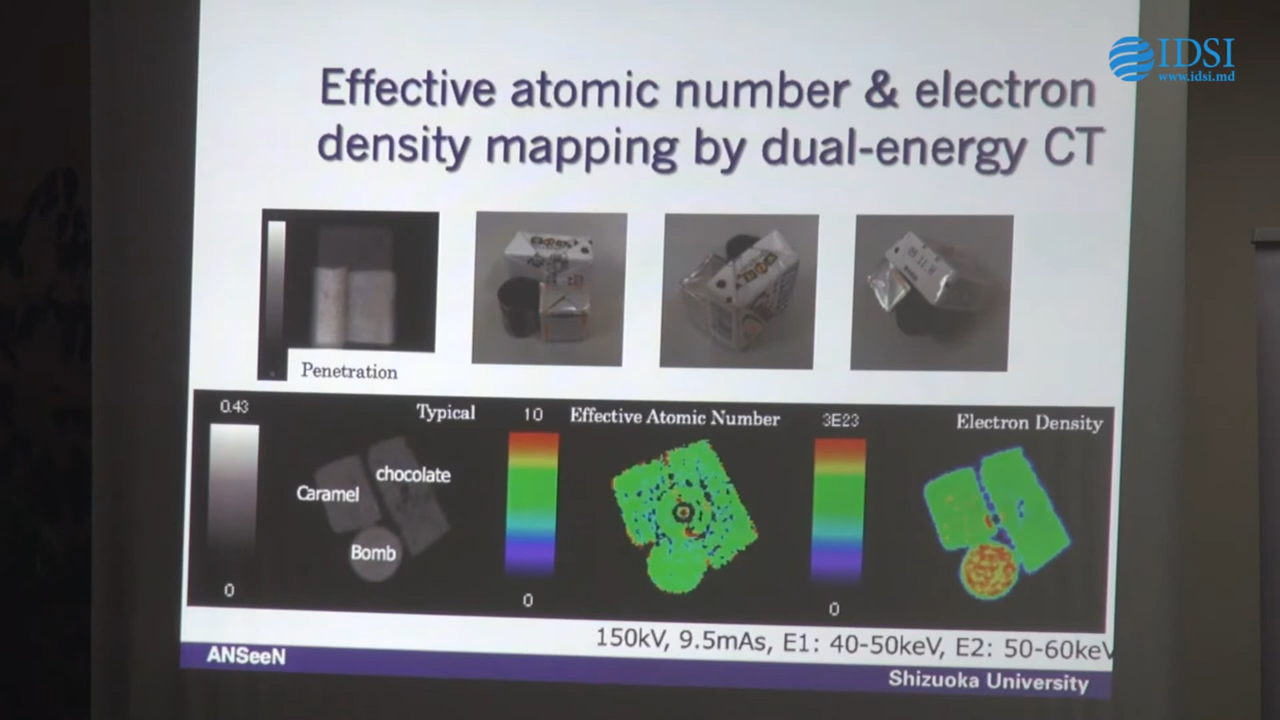 IDSI
www.idsi.md
Effective atomic number & electron
density mapping by dual-energy CT
Penetration
0.43
Typical
10
Effective Atomic Number
3E23
Electron Density
chocolate
Caramel
Bomb
0
0
0
150kV, 9.5mAs, E1: 40-50keV, E2: 50-60keV
ANSeeN
Shizuoka University